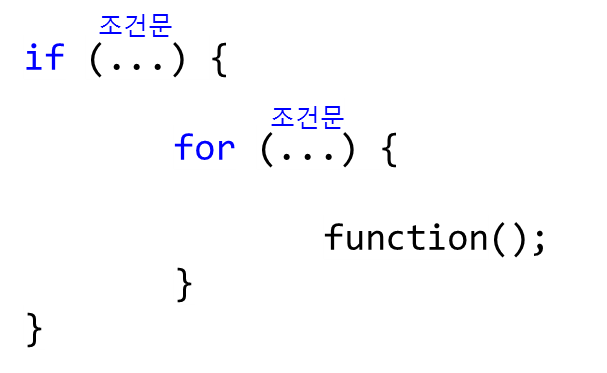 조건문
if (...) {
조건문
for (...) {
function();
}
}